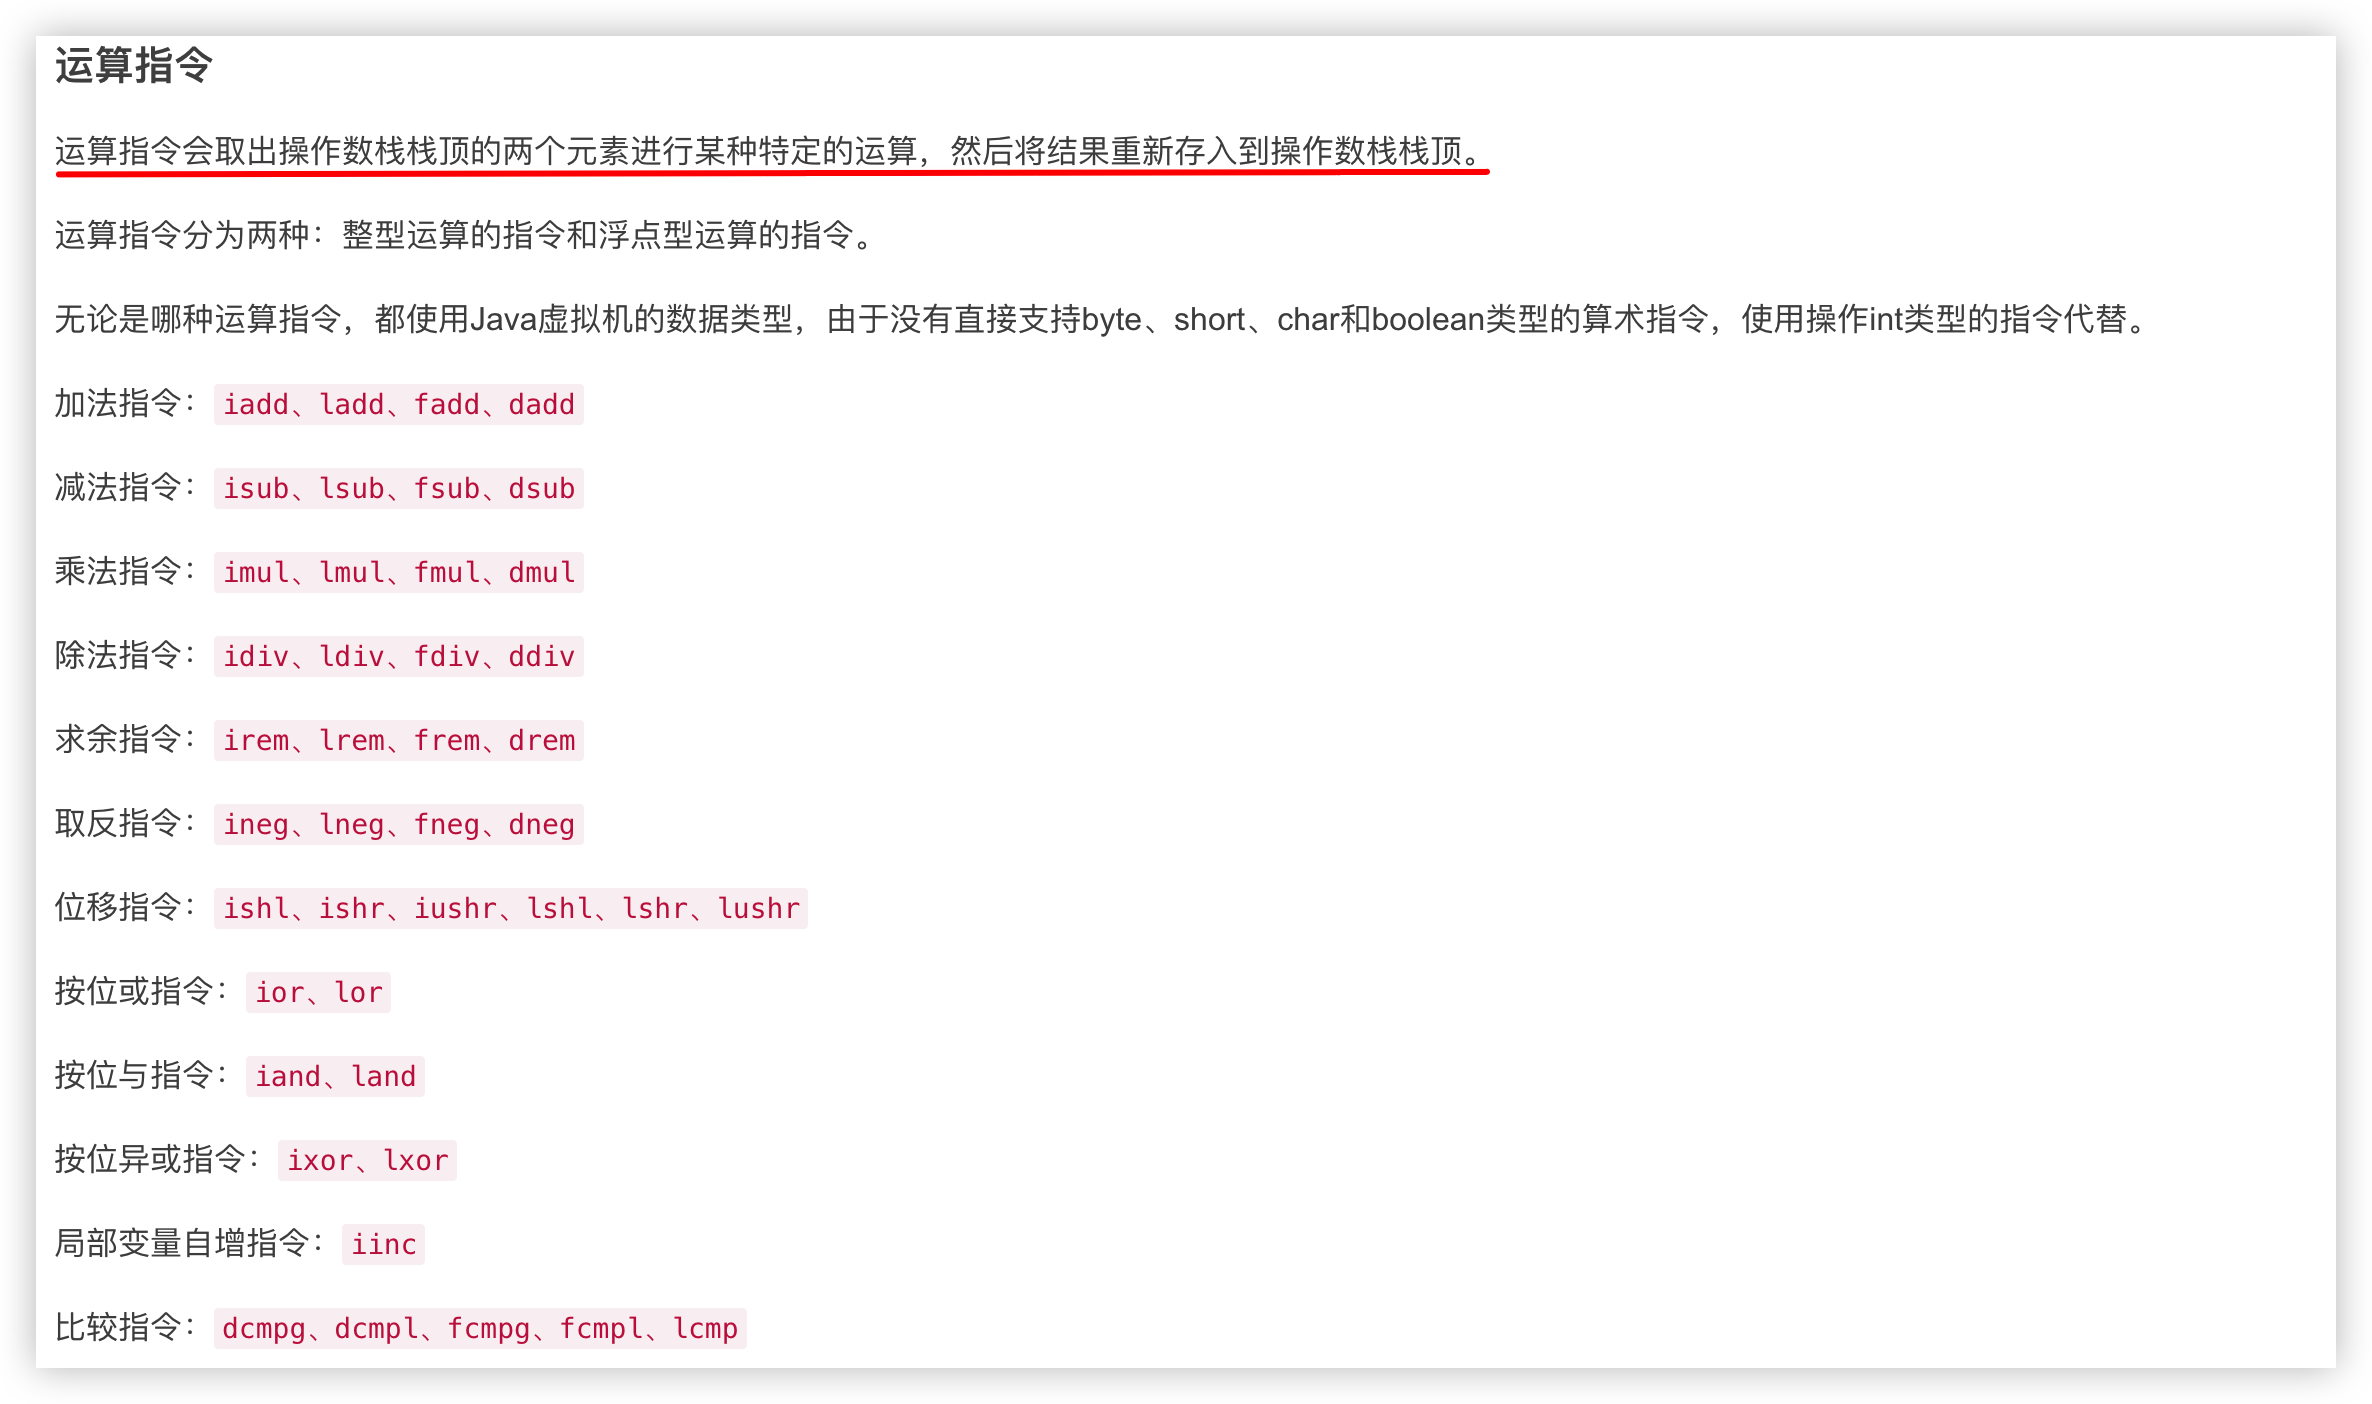 运算指令
运算指令会取出操作数栈栈顶的两个元素进行某种特定的运算，然后将结果重新存入到操作数栈栈顶。
运算指令分为两种：整型运算的指令和浮点型运算的指令。
无论是哪种运算指令，都使用Java虚拟机的数据类型，由于没有直接支持byte、short、char和boolean类型的算术指令，使用操作int类型的指令代替。
加法指令：iadd、ladd、fadd、dadd
减法指令：isub、lsub、fsub、dsub
乘法指令：imul、lmul、fmul、dmul
除法指令：idiv、ldiv、fdiv、ddiv
求余指令：irem、lrem、frem、drem
取反指令：ineg、lneg、fneg、dneg
位移指令：ishl、ishr、iushr、lshl、lshr、lushr
按位或指令：ior、lor
按位与指令：iand、land
按位异或指令：ixor、lxor
局部变量自增指令：iinc
比较指令：dcmpg、dcmpl、fcmpg、fcmpl、lcmp